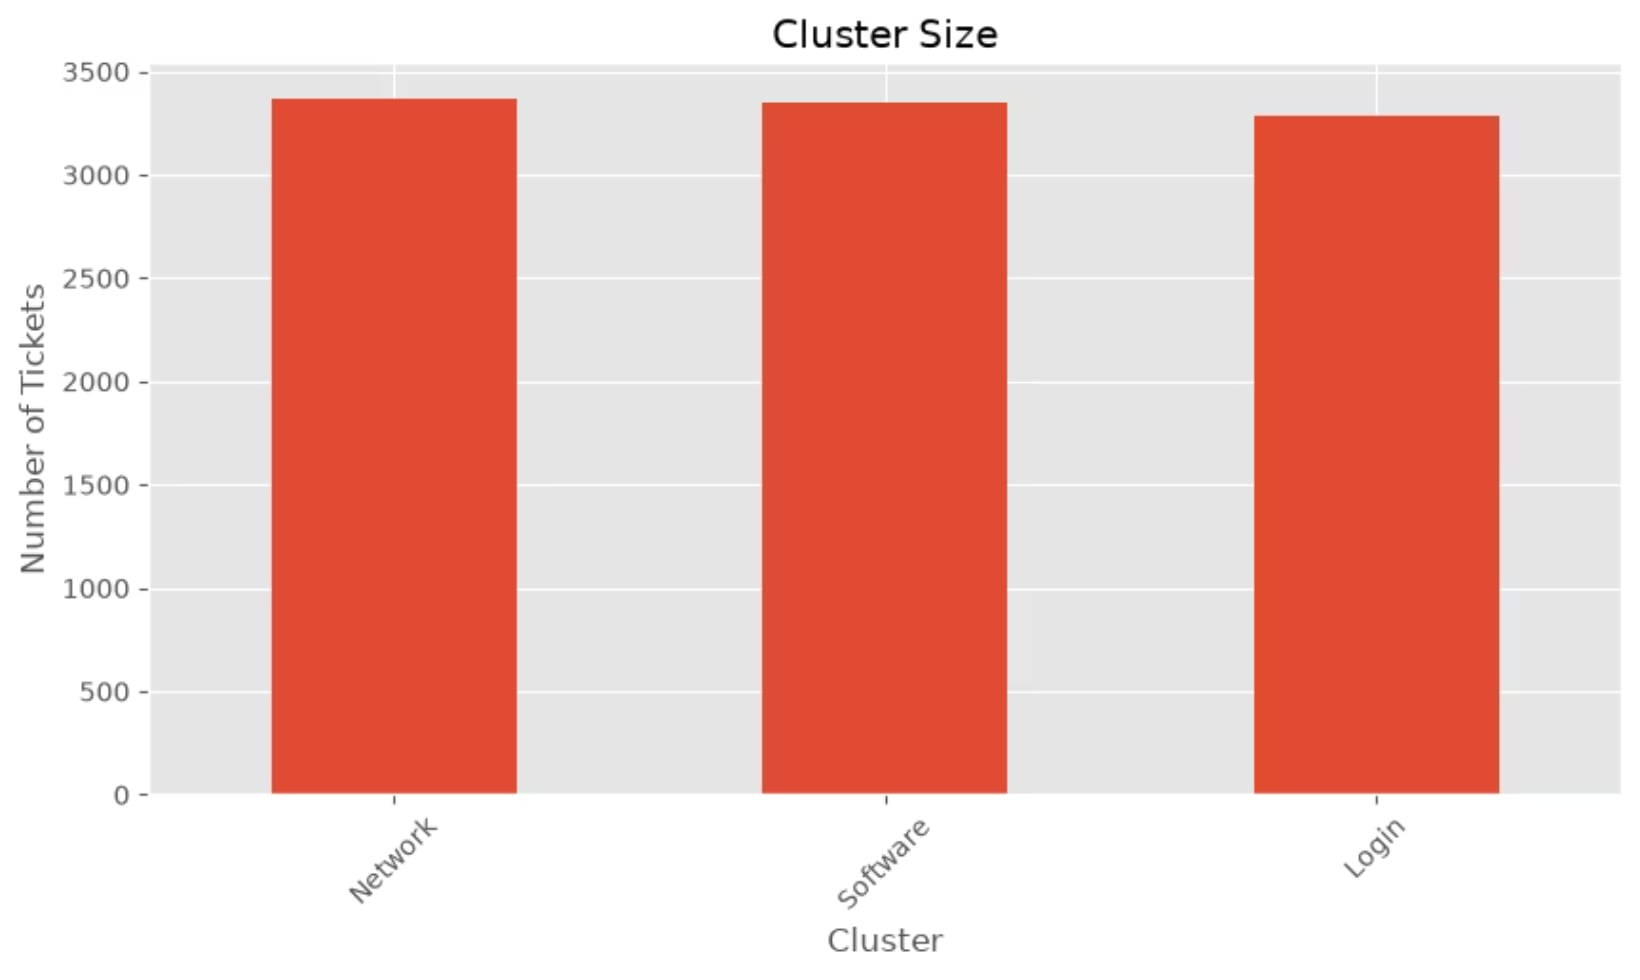 Cluster Size
3500
3000
2500
2000
1500
1000
500
0
Number of Tickets
Network
Software
Login
Cluster